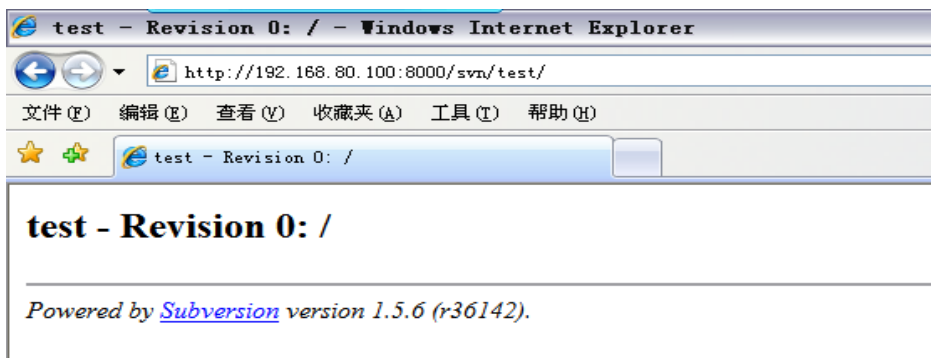 test - Revision 0: / - Windows Internet Explorer
http://192.168.80.100:8000/svn/test/
文件(F) 编辑(E) 查看(V) 收藏夹(A) 工具(T) 帮助(H)
test - Revision 0: /
test - Revision 0: /
Powered by Subversion version 1.5.6 (r36142).